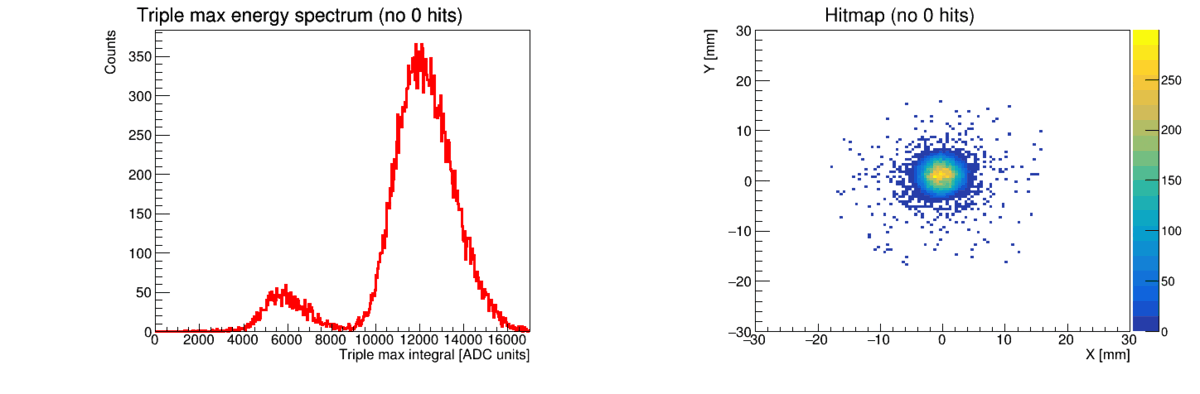 Triple max energy spectrum (no 0 hits)
Counts
350
300
250
200
150
100
50
0
0 2000 4000 6000 8000 10000 12000 14000 16000
Triple max integral [ADC units]
Hitmap (no 0 hits)
Y [mm]
30
20
10
0
−10
−20
−30
−30 −20 −10 0 10 20 30
X [mm]
250
200
150
100
50
0